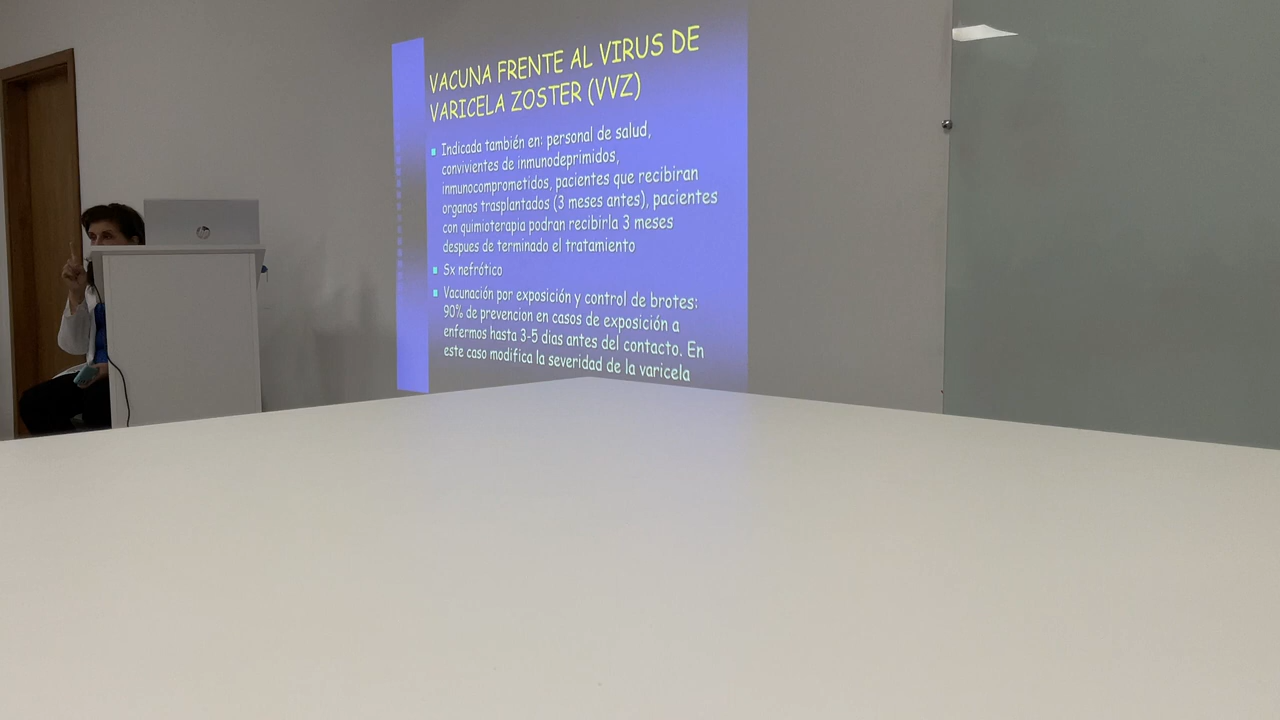 VACUNA FRENTE AL VIRUS DE
VARICELA ZOSTER (VVZ)
Indicada también en: personal de salud,
convivientes de inmunodeprimidos,
inmunocomprometidos, pacientes que recibiran
organos trasplantados (3 meses antes), pacientes
con quimioterapia podran recibirla 3 meses
despues de terminado el tratamiento
Sx nefrótico
Vacunación por exposición y control de brotes:
90% de prevencion en casos de exposición a
enfermos hasta 3-5 dias antes del contacto. En
este caso modifica la severidad de la varicela